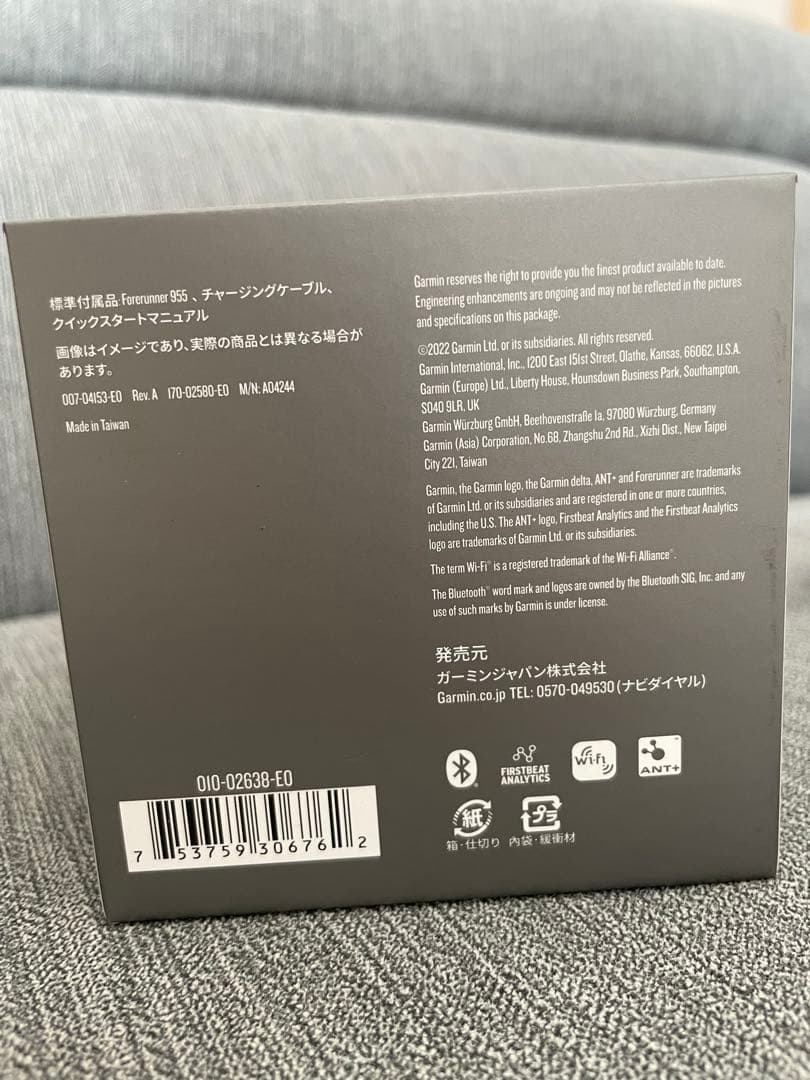 標準付属品: Forerunner 955 、チャージングケーブル、
クイックスタートマニュアル
画像はイメージであり、実際の商品とは異なる場合が
あります。
007-04153-E0 Rev. A 170-02580-E0 M/N: A04244
Made in Taiwan
010-02638-E0
7 53759 30676 2
Garmin reserves the right to provide you the finest product available to date.
Engineering enhancements are ongoing and may not be reflected in the pictures
and specifications on this package.
©2022 Garmin Ltd. or its subsidiaries. All rights reserved.
Garmin International, Inc., 1200 East 151st Street, Olathe, Kansas, 66062, U.S.A.
Garmin (Europe) Ltd., Liberty House, Hounsdown Business Park, Southampton,
SO40 9LR, UK
Garmin Würzburg GmbH, Beethovenstraße 1a, 97080 Würzburg, Germany
Garmin (Asia) Corporation, No.68, Zhangshu 2nd Rd., Xizhi Dist., New Taipei
City 221, Taiwan
Garmin, the Garmin logo, the Garmin delta, ANT+ and Forerunner are trademarks
of Garmin Ltd. or its subsidiaries and are registered in one or more countries,
including the U.S. The ANT+ logo, Firstbeat Analytics and the Firstbeat Analytics
logo are trademarks of Garmin Ltd. or its subsidiaries.
The term Wi-Fi® is a registered trademark of the Wi-Fi Alliance®.
The Bluetooth® word mark and logos are owned by the Bluetooth SIG, Inc. and any
use of such marks by Garmin is under license.
発売元
ガーミンジャパン株式会社
Garmin.co.jp TEL: 0570-049530 (ナビダイヤル)
FIRSTBEAT
ANALYTICS
Wi-Fi
ANT+
紙
プラ
箱・仕切り 内袋・緩衝材